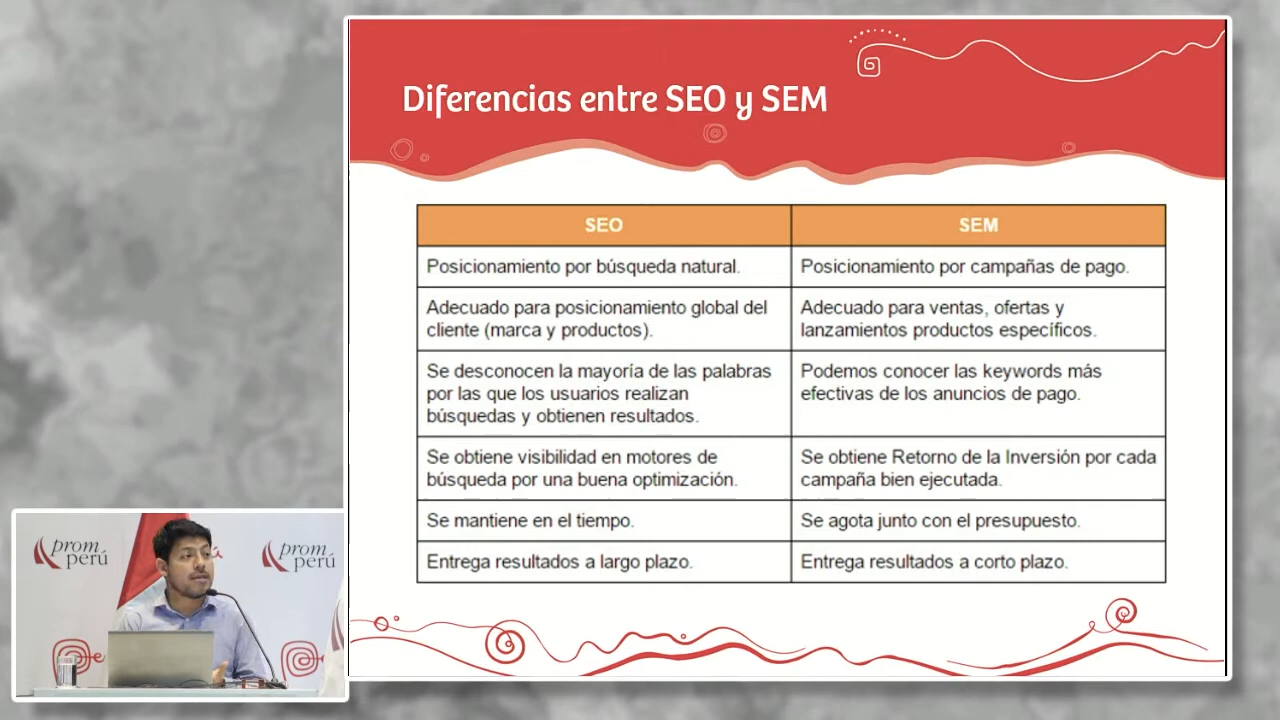 Diferencias entre SEO y SEM
SEO
SEM
Posicionamiento por búsqueda natural.
Posicionamiento por campañas de pago.
Adecuado para posicionamiento global del
cliente (marca y productos).
Adecuado para ventas, ofertas y
lanzamientos productos específicos.
Se desconocen la mayoría de las palabras
por las que los usuarios realizan
búsquedas y obtienen resultados.
Podemos conocer las keywords más
efectivas de los anuncios de pago.
Se obtiene visibilidad en motores de
búsqueda por una buena optimización.
Se obtiene Retorno de la Inversión por cada
campaña bien ejecutada.
Se mantiene en el tiempo.
Se agota junto con el presupuesto.
Entrega resultados a largo plazo.
Entrega resultados a corto plazo.
prom
perú
prom
perú